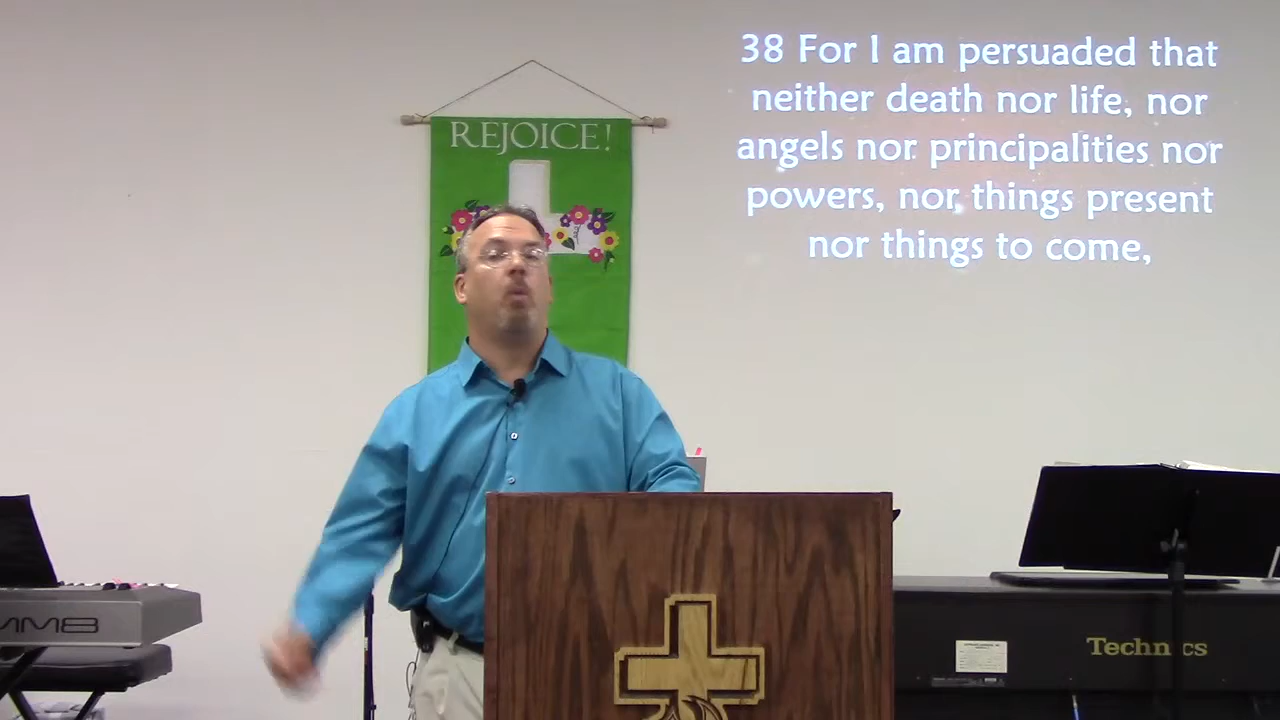 38 For I am persuaded that
neither death nor life, nor
angels nor principalities nor
powers, nor things present
nor things to come,
REJOICE!
MM8
Technics